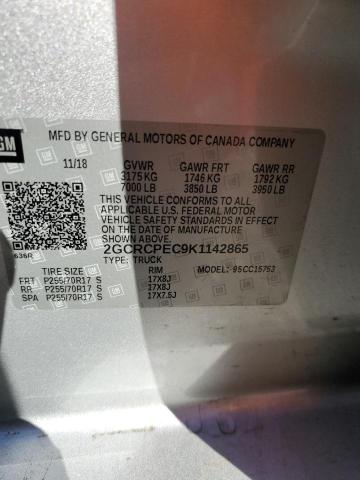 GM
MFD BY GENERAL MOTORS OF CANADA COMPANY
11/18 GVWR GAWR FRT GAWR RR
3175 KG 1746 KG 1792 KG
7000 LB 3850 LB 3950 LB
THIS VEHICLE CONFORMS TO ALL
APPLICABLE U.S. FEDERAL MOTOR
VEHICLE SAFETY STANDARDS IN EFFECT
ON THE DATE OF MANUFACTURE
SHOWN ABOVE.
2GCRCPEC9K1142865
TYPE: TRUCK
636R
TIRE SIZE RIM MODEL: 95CC15753
FRT P255/70R17 S 17X8J
RR P255/70R17 S 17X8J
SPA P255/70R17 S 17X7.5J